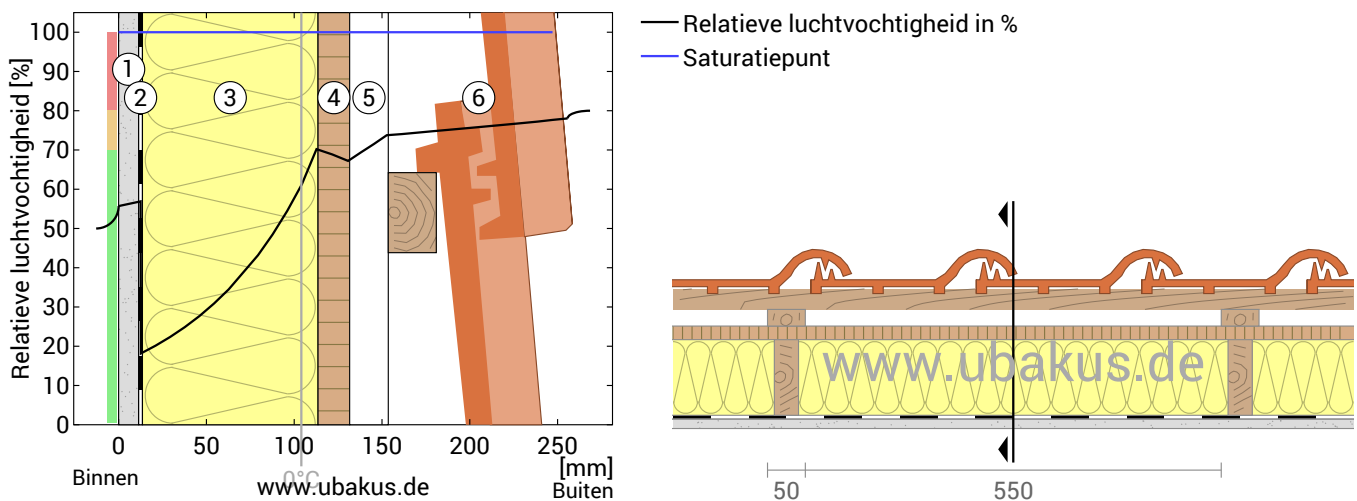 Relatieve luchtvochtigheid [%]
100
90
80
70
60
50
40
30
20
10
0
1
2
3
4
5
6
0 50 100 150 200 250
[mm]
Binnen
0°C
www.ubakus.de
Buiten
Relatieve luchtvochtigheid in %
Saturatiepunt
www.ubakus.de
50 550